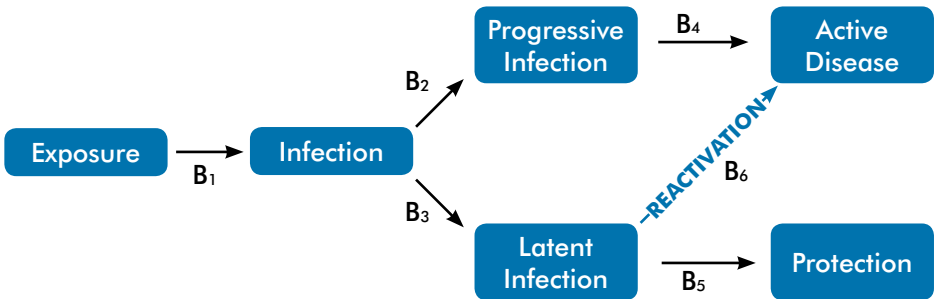 Progressive
Infection
B4
Active
Disease
B2
Exposure
B1
Infection
REACTIVATION
B6
B3
Latent
Infection
B5
Protection